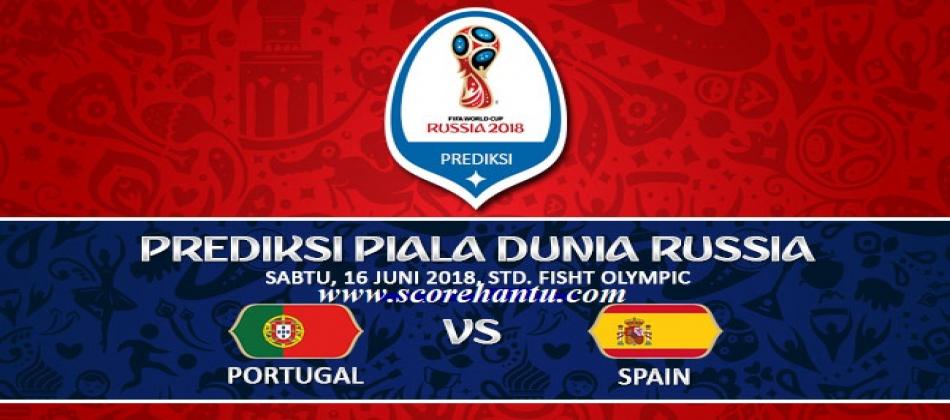 FIFA WORLD CUP
RUSSIA 2018
PREDIKSI
PREDIKSI PIALA DUNIA RUSSIA
SABTU, 16 JUNI 2018, STD. FISHT OLYMPIC
www.scorehantu.com
VS
PORTUGAL
SPAIN